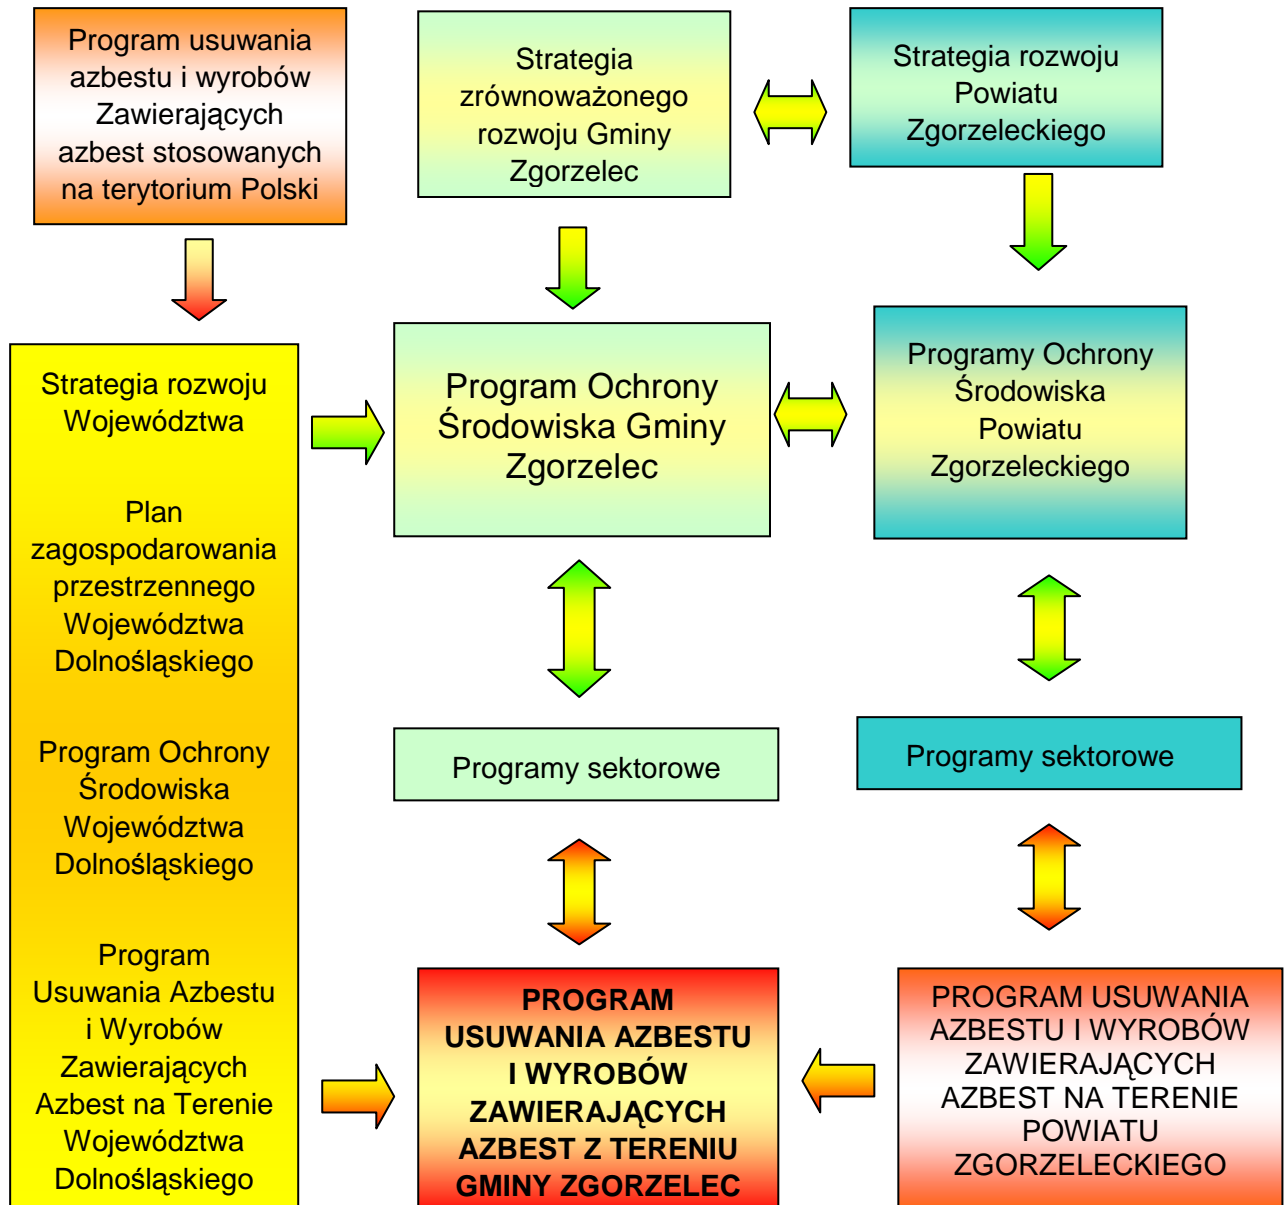 Program usuwania
azbestu i wyrobów
Zawierających
azbest stosowanych
na terytorium Polski
Strategia
zrównoważonego
rozwoju Gminy
Zgorzelec
Strategia rozwoju
Powiatu
Zgorzeleckiego
Strategia rozwoju
Województwa
Plan
zagospodarowania
przestrzennego
Województwa
Dolnośląskiego
Program Ochrony
Środowiska
Województwa
Dolnośląskiego
Program
Usuwania Azbestu
i Wyrobów
Zawierających
Azbest na Terenie
Województwa
Dolnośląskiego
Program Ochrony
Środowiska Gminy
Zgorzelec
Programy Ochrony
Środowiska
Powiatu
Zgorzeleckiego
Programy sektorowe
Programy sektorowe
PROGRAM
USUWANIA AZBESTU
I WYROBÓW
ZAWIERAJĄCYCH
AZBEST Z TERENIU
GMINY ZGORZELEC
PROGRAM USUWANIA
AZBESTU I WYROBÓW
ZAWIERAJĄCYCH
AZBEST NA TERENIE
POWIATU
ZGORZELECKIEGO